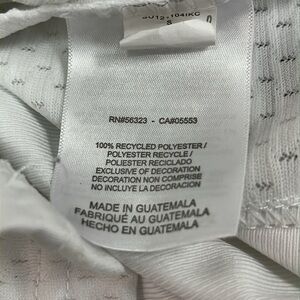 S
0
RN#56323 - CA#05553
100% RECYCLED POLYESTER /
POLYESTER RECYCLE /
POLIESTER RECICLADO
EXCLUSIVE OF DECORATION
DECORATION NON COMPRISE
NO INCLUYE LA DECORACION
MADE IN GUATEMALA
FABRIQUÉ AU GUATEMALA
HECHO EN GUATEMALA